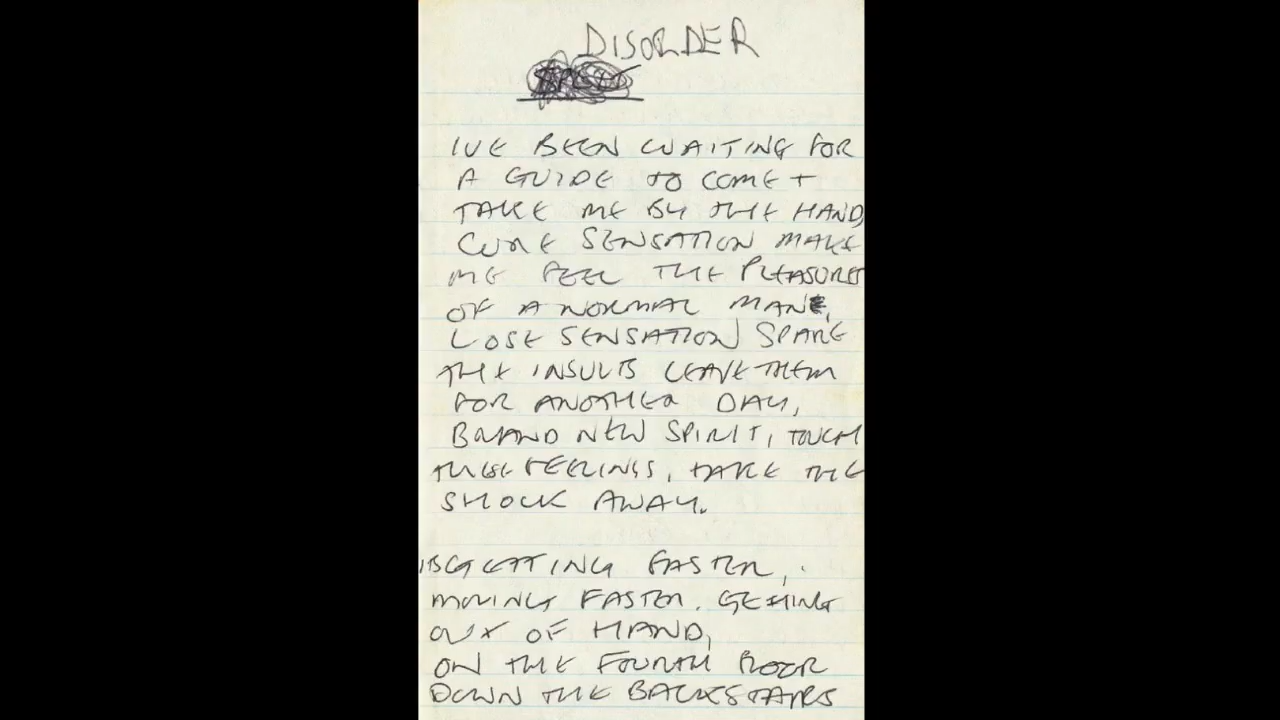 DISORDER
IVE BEEN WAITING FOR
A GUIDE TO COME +
TAKE ME BY THE HAND,
CURE SENSATION MAKE
ME FEEL THE PLEASURES
OF A NORMAL MAN,
LOSE SENSATION SPARE
THE INSULTS LEAVE THEM
FOR ANOTHER DAY,
BRAND NEW SPIRIT, TOUCH
THESE FEELINGS, TAKE THE
SHOCK AWAY.
ITS GETTING FASTER,
MOVING FASTER, GETTING
OUT OF HAND,
ON THE FOURTH FLOOR
DOWN THE BACKSTAIRS